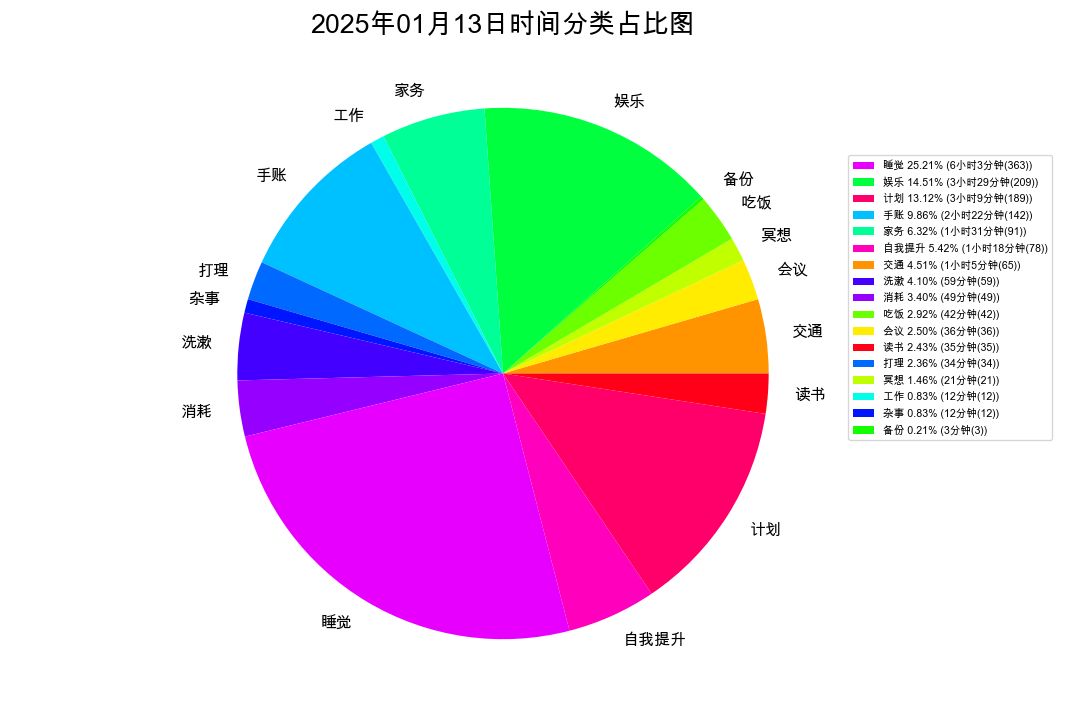 2025年01月13日时间分类占比图
家务
娱乐
工作
手账
备份
吃饭
冥想
会议
打理
杂事
洗漱
交通
消耗
读书
计划
睡觉
自我提升
睡觉 25.21% (6小时3分钟(363))
娱乐 14.51% (3小时29分钟(209))
计划 13.12% (3小时9分钟(189))
手账 9.86% (2小时22分钟(142))
家务 6.32% (1小时31分钟(91))
自我提升 5.42% (1小时18分钟(78))
交通 4.51% (1小时5分钟(65))
洗漱 4.10% (59分钟(59))
消耗 3.40% (49分钟(49))
吃饭 2.92% (42分钟(42))
会议 2.50% (36分钟(36))
读书 2.43% (35分钟(35))
打理 2.36% (34分钟(34))
冥想 1.46% (21分钟(21))
工作 0.83% (12分钟(12))
杂事 0.83% (12分钟(12))
备份 0.21% (3分钟(3))